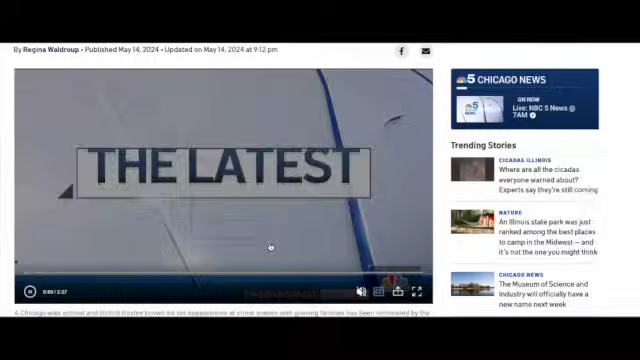 By Regina Waldroup • Published May 14, 2024 • Updated on May 14, 2024 at 9:12 pm
5 CHICAGO NEWS
THE LATEST
ON NOW
Live: NBC 5 News @
7AM
Trending Stories
CICADAS ILLINOIS
Where are all the cicadas
everyone warned about?
Experts say they're still coming
NATURE
An Illinois state park was just
ranked among the best places
to camp in the Midwest — and
it's not the one you might think
CHICAGO NEWS
The Museum of Science and
Industry will officially have a
new name next week
0:00 / 2:27